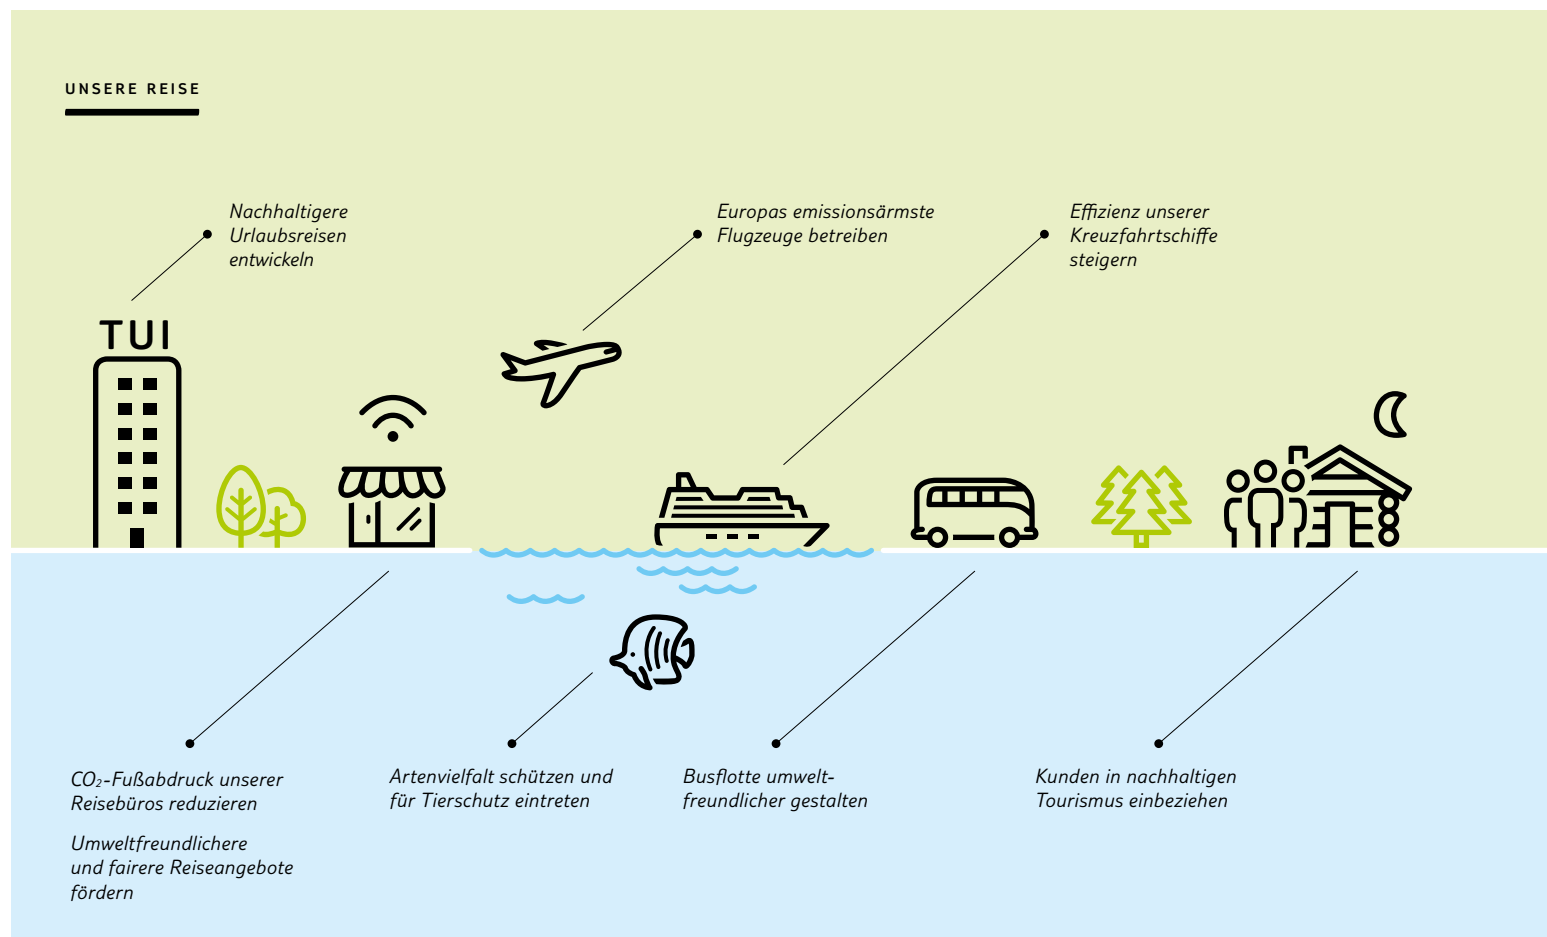 UNSERE REISE
Nachhaltigere
Urlaubsreisen
entwickeln
Europas emissionsärmste
Flugzeuge betreiben
Effizienz unserer
Kreuzfahrtschiffe
steigern
TUI
CO₂-Fußabdruck unserer
Reisebüros reduzieren
Umweltfreundlichere
und fairere Reiseangebote
fördern
Artenvielfalt schützen und
für Tierschutz eintreten
Busflotte umwelt-
freundlicher gestalten
Kunden in nachhaltigen
Tourismus einbeziehen